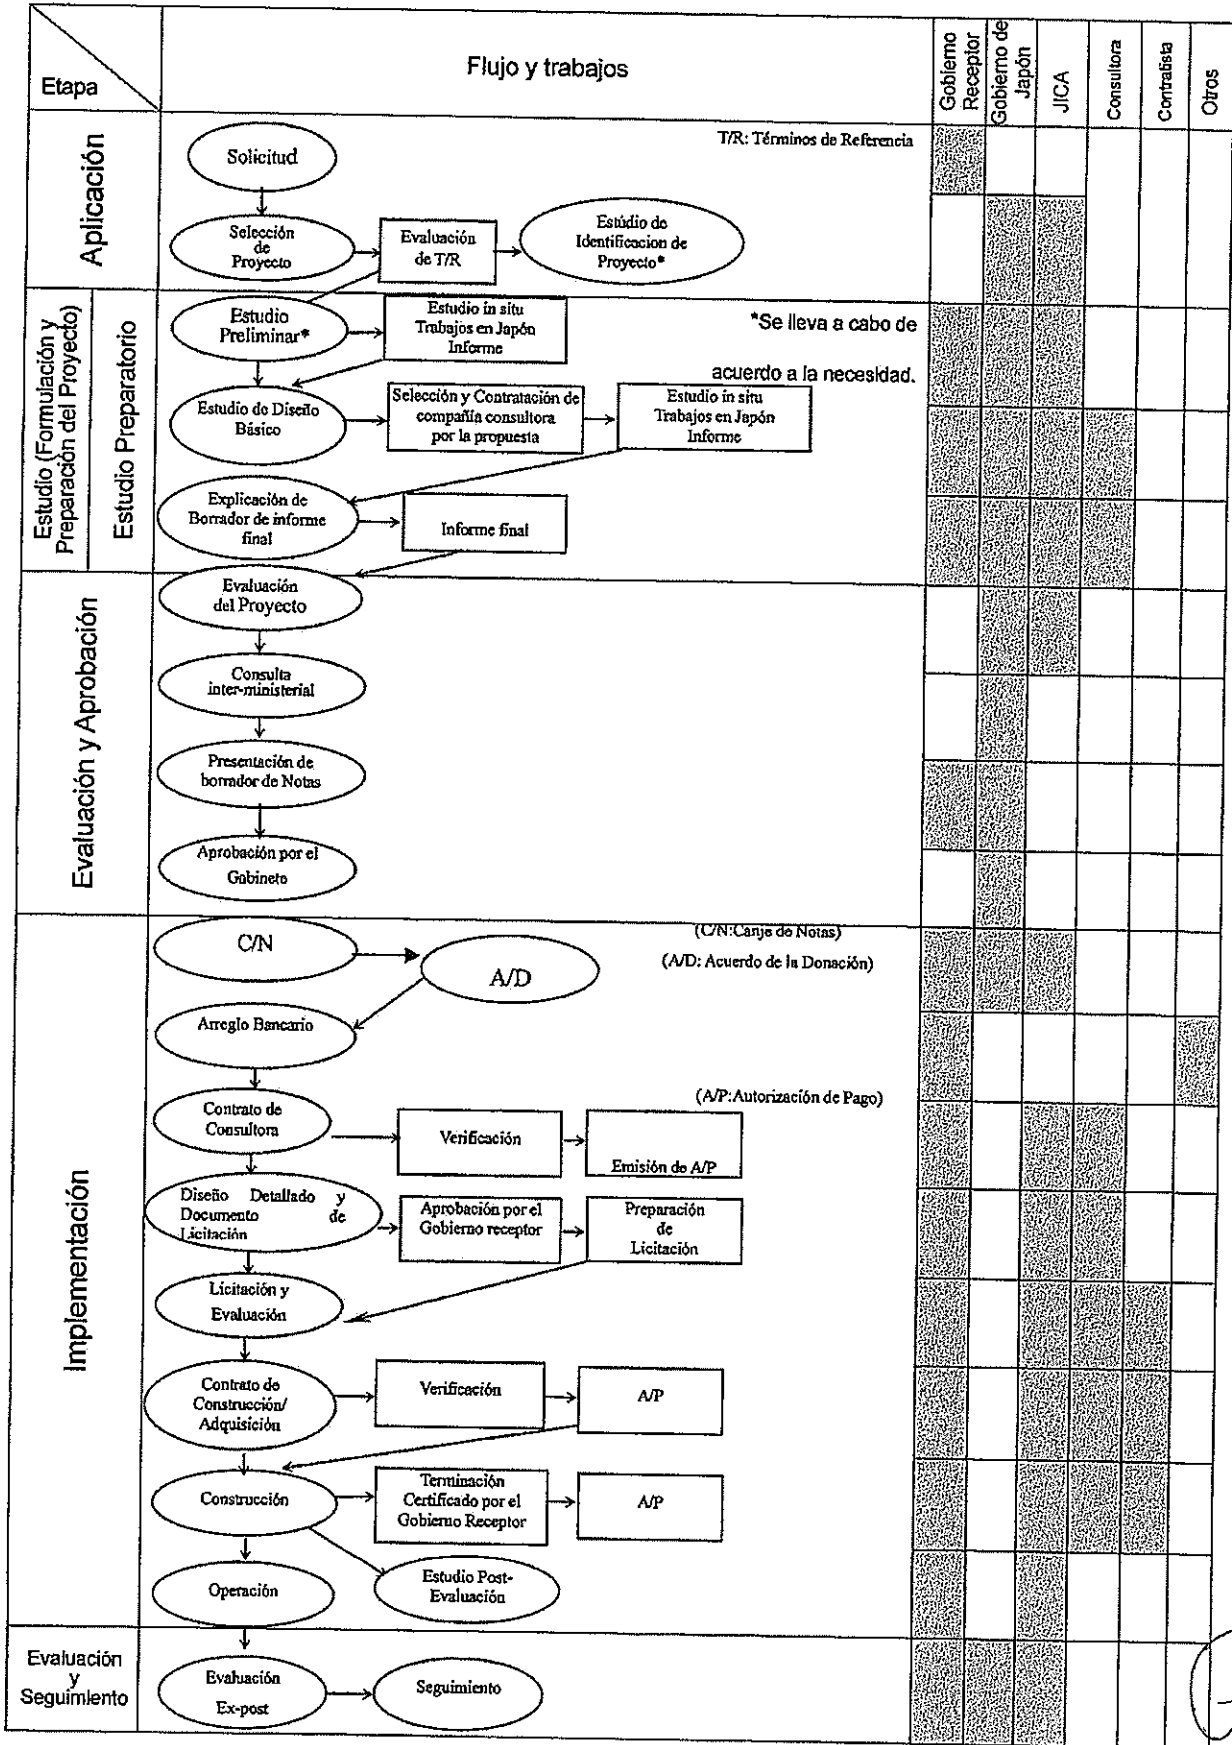 Etapa
Flujo y trabajos
Gobierno
Receptor
Gobierno de
Japón
JICA
Consultora
Contratista
Otros
Aplicación
T/R: Términos de Referencia
Solicitud
Selección
de
Proyecto
Evaluación
de T/R
Estúdio de
Identificacion de
Proyecto*
Estudio (Formulación y
Preparación del Proyecto)
Estudio Preparatorio
Estudio
Preliminar*
Estudio in situ
Trabajos en Japón
Informe
*Se lleva a cabo de
acuerdo a la necesidad.
Estudio de Diseño
Básico
Selección y Contratación de
compañía consultora
por la propuesta
Estudio in situ
Trabajos en Japón
Informe
Explicación de
Borrador de informe
final
Informe final
Evaluación y Aprobación
Evaluación
del Proyecto
Consulta
inter-ministerial
Presentación de
borrador de Notas
Aprobación por el
Gabinete
Implementación
C/N
(C/N:Canje de Notas)
A/D
(A/D: Acuerdo de la Donación)
Arreglo Bancario
(A/P:Autorización de Pago)
Contrato de
Consultora
Verificación
Emisión de A/P
Diseño Detallado y
Documento de
Licitación
Aprobación por el
Gobierno receptor
Preparación
de
Licitación
Licitación y
Evaluación
Contrato de
Construcción/
Adquisición
Verificación
A/P
Construcción
Terminación
Certificado por el
Gobierno Receptor
A/P
Operación
Estudio Post-
Evaluación
Evaluación
y
Seguimiento
Evaluación
Ex-post
Seguimiento